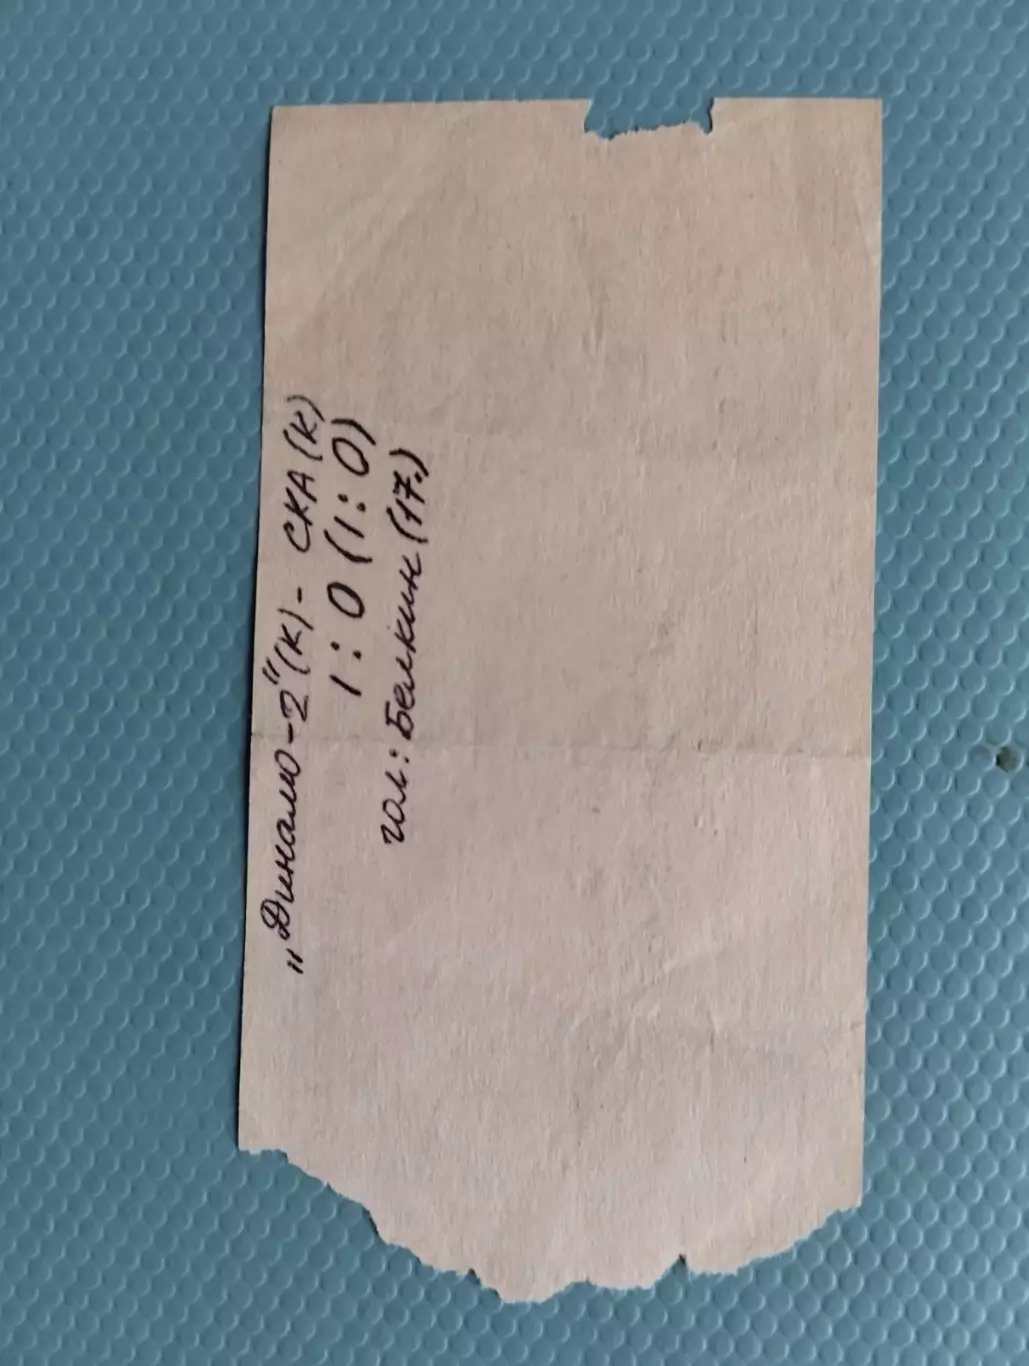 „Динамо-2"(К)- СКА(К)
1:0 (1:0)
гол: Белкин (17.)